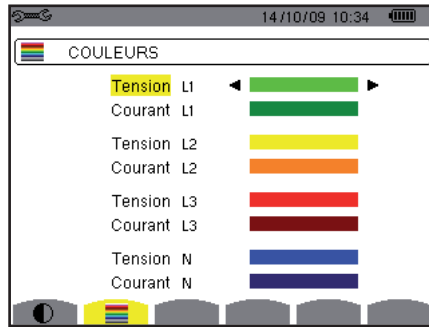 14/10/09 10:34
COULEURS
Tension L1
Courant L1
Tension L2
Courant L2
Tension L3
Courant L3
Tension N
Courant N